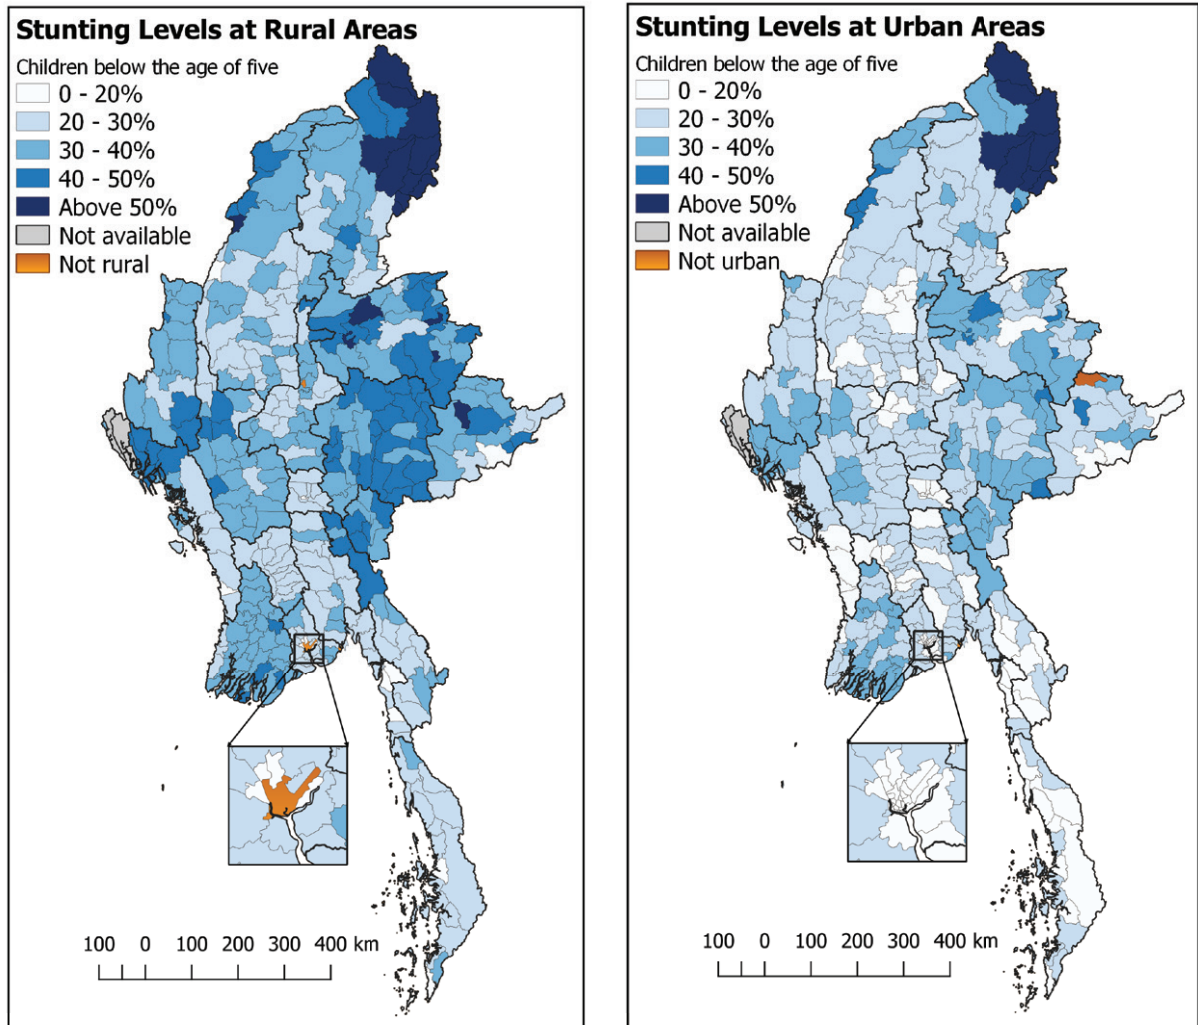 Stunting Levels at Rural Areas
Children below the age of five
0 - 20%
20 - 30%
30 - 40%
40 - 50%
Above 50%
Not available
Not rural
100 0 100 200 300 400 km
Stunting Levels at Urban Areas
Children below the age of five
0 - 20%
20 - 30%
30 - 40%
40 - 50%
Above 50%
Not available
Not urban
100 0 100 200 300 400 km